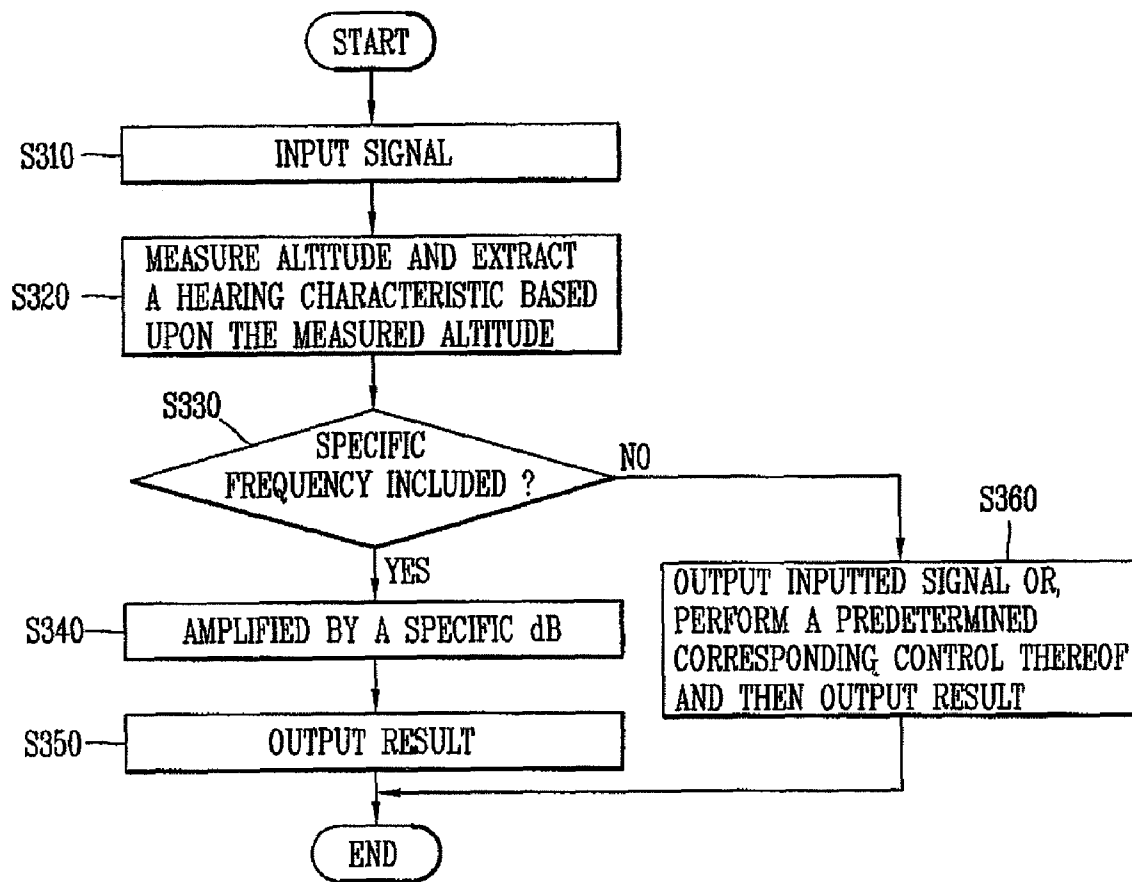 START
S310
INPUT SIGNAL
S320
MEASURE ALTITUDE AND EXTRACT
A HEARING CHARACTERISTIC BASED
UPON THE MEASURED ALTITUDE
S330
SPECIFIC
FREQUENCY INCLUDED ?
NO
YES
S340
AMPLIFIED BY A SPECIFIC dB
S350
OUTPUT RESULT
S360
OUTPUT INPUTTED SIGNAL OR,
PERFORM A PREDETERMINED
CORRESPONDING CONTROL THEREOF
AND THEN OUTPUT RESULT
END